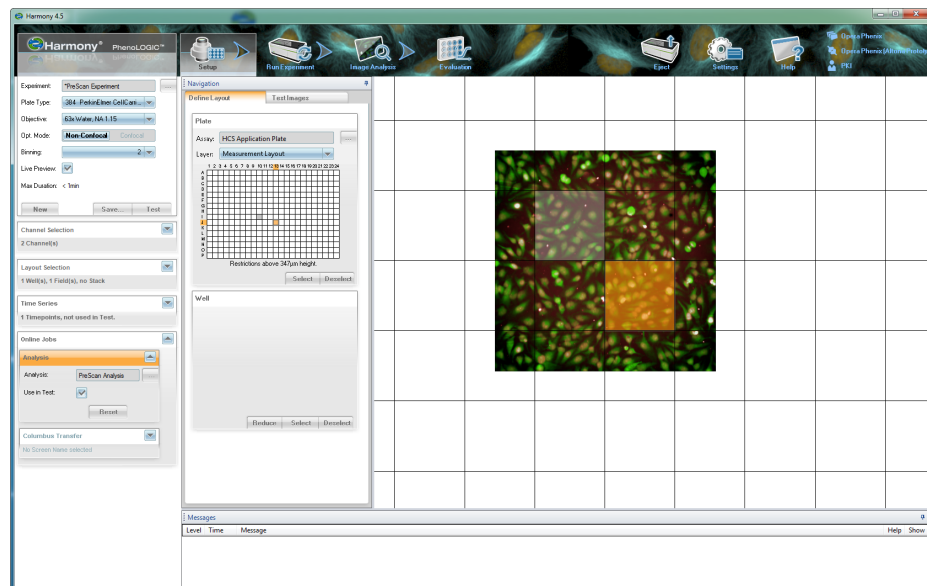 Harmony 4.5
Harmony® PhenoLOGIC™
Setup
Run Experiment
Image Analysis
Evaluation
Eject
Settings
Help
Opera Phenix
PKI
Experiment: *PreScan Experiment
Plate Type: 384 PerkinElmer CellCarri...
Objective: 63x Water, NA 1.15
Opt. Mode: Non-Confocal Confocal
Binning: 2
Live Preview:
Max Duration: < 1min
New Save... Test
Channel Selection
2 Channel(s)
Layout Selection
1 Well(s), 1 Field(s), no Stack
Time Series
1 Timepoints, not used in Test.
Online Jobs
Analysis
Analysis: PreScan Analysis
Use in Test:
Reset
Columbus Transfer
No Screen Name selected
Navigation
Define Layout Test Images
Plate
Assay: HCS Application Plate
Layer: Measurement Layout
1 2 3 4 5 6 7 8 9 10 11 12 13 14 15 16 17 18 19 20 21 22 23 24
A
B
C
D
E
F
G
H
I
J
K
L
M
N
O
P
Restrictions above 347µm height.
Select Deselect
Well
Reduce Select Deselect
Messages
Level Time Message Help Show